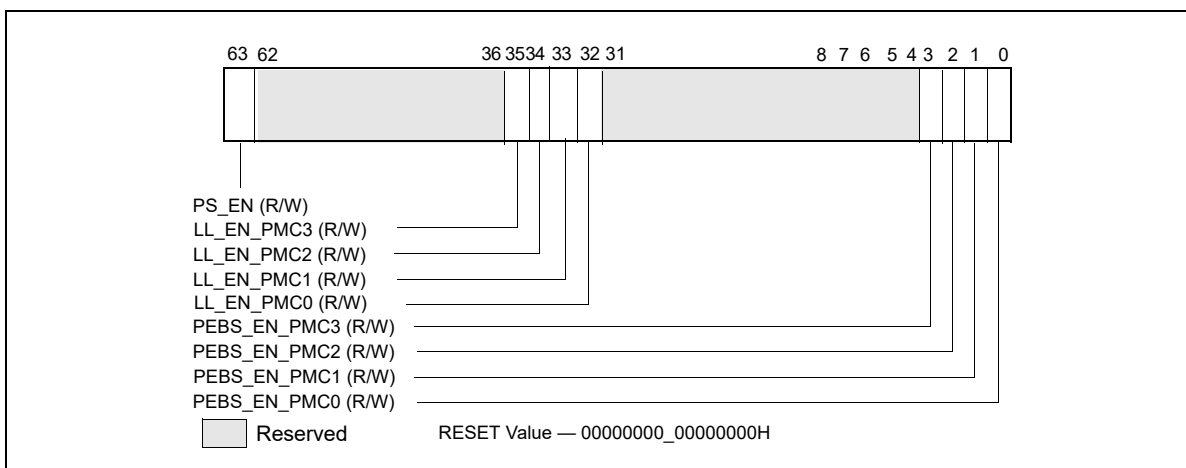 63 62 36 35 34 33 32 31 8 7 6 5 4 3 2 1 0
PS_EN (R/W)
LL_EN_PMC3 (R/W)
LL_EN_PMC2 (R/W)
LL_EN_PMC1 (R/W)
LL_EN_PMC0 (R/W)
PEBS_EN_PMC3 (R/W)
PEBS_EN_PMC2 (R/W)
PEBS_EN_PMC1 (R/W)
PEBS_EN_PMC0 (R/W)
Reserved RESET Value — 00000000_00000000H